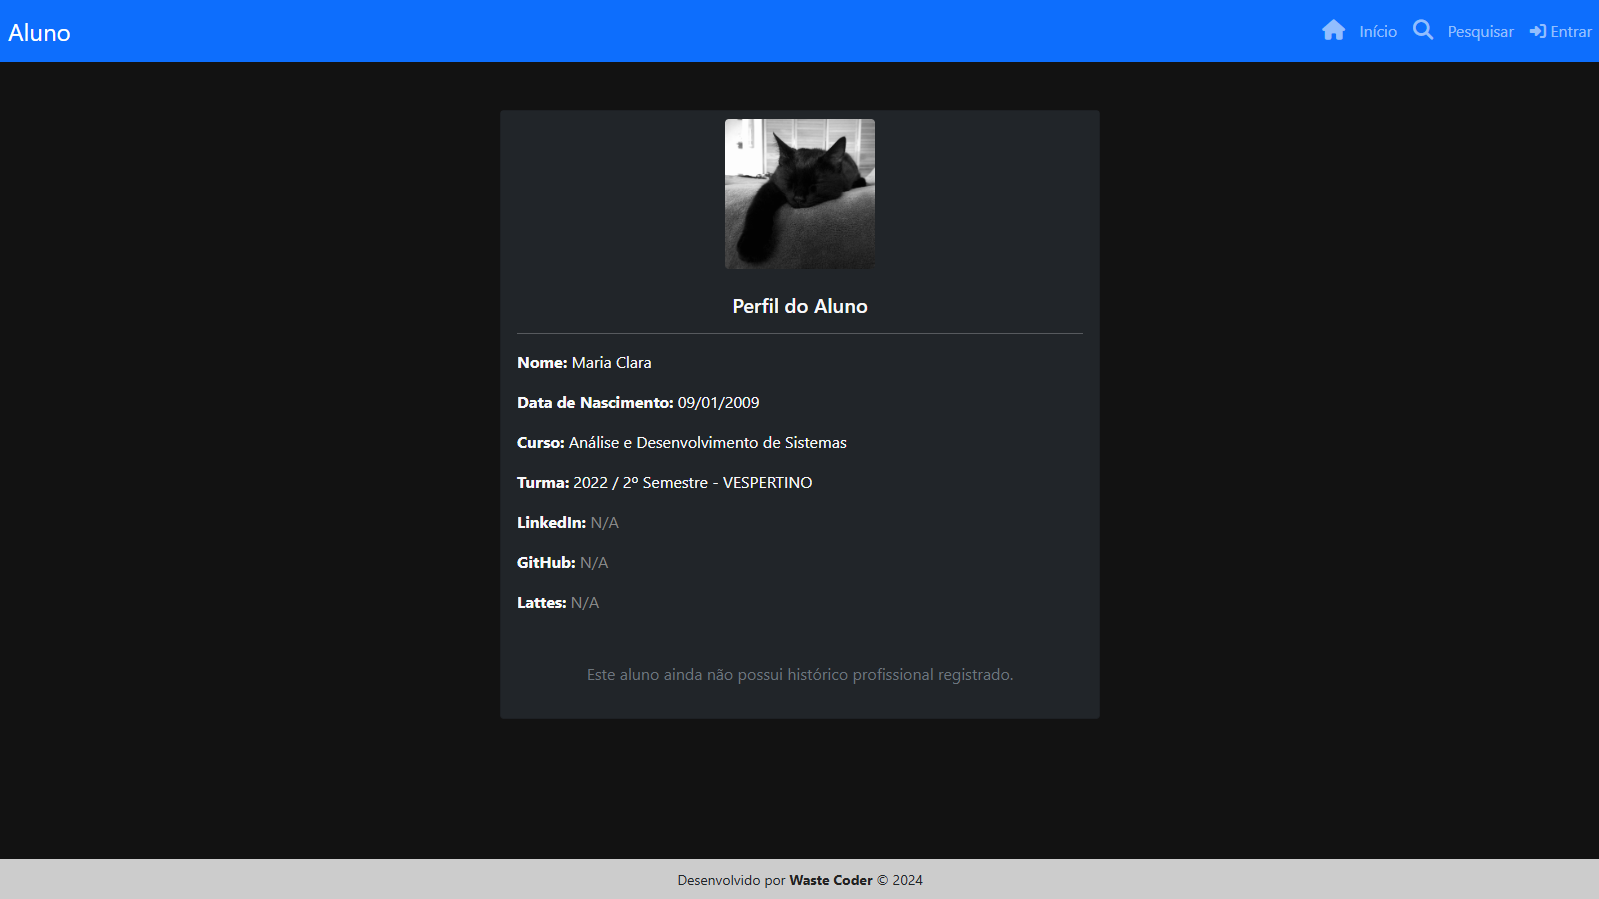 Aluno
Início
Pesquisar
Entrar
Perfil do Aluno
Nome: Maria Clara
Data de Nascimento: 09/01/2009
Curso: Análise e Desenvolvimento de Sistemas
Turma: 2022 / 2º Semestre - VESPERTINO
LinkedIn: N/A
GitHub: N/A
Lattes: N/A
Este aluno ainda não possui histórico profissional registrado.
Desenvolvido por Waste Coder © 2024